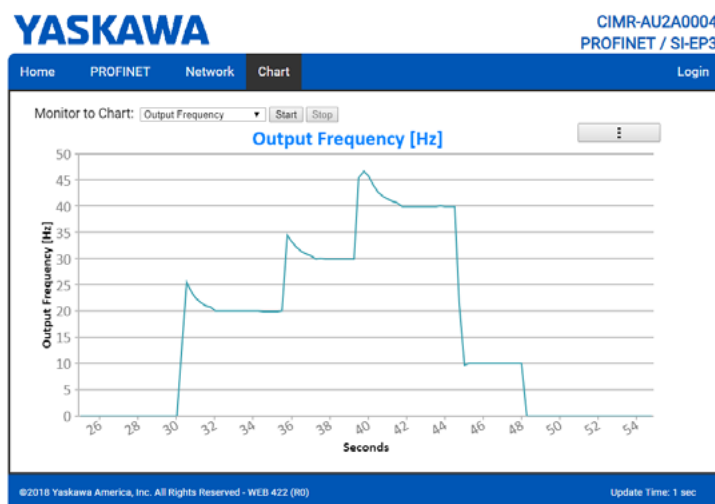 YASKAWA
CIMR-AU2A0004
PROFINET / SI-EP3
Home PROFINET Network Chart Login
Monitor to Chart: Output Frequency Start Stop
Output Frequency [Hz]
50
45
40
35
30
25
20
15
10
5
0
Output Frequency [Hz]
26 28 30 32 34 36 38 40 42 44 46 48 50 52 54
Seconds
©2018 Yaskawa America, Inc. All Rights Reserved - WEB 422 (R0) Update Time: 1 sec